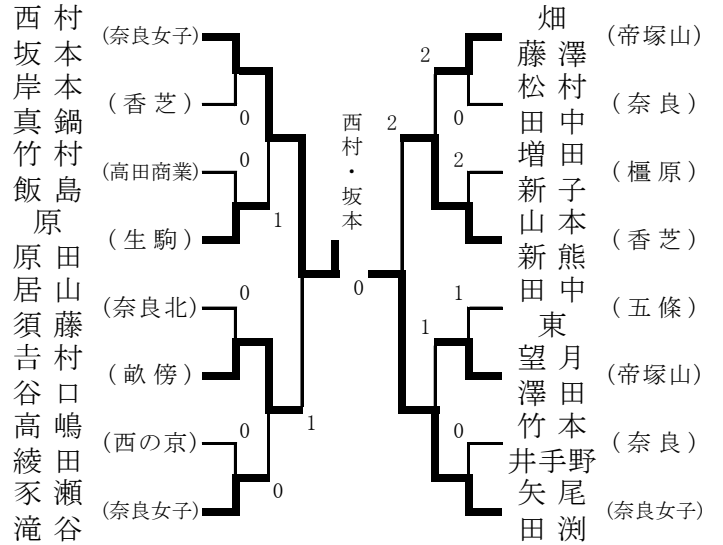 西村
(奈良女子)
坂本
岸本
(香芝)
真鍋
0
竹村
(高田商業)
0
飯島
原
(生駒)
原田
1
居山
(奈良北)
0
須藤
𠮷村
(畝傍)
谷口
1
高嶋
(西の京)
0
綾田
豕瀬
(奈良女子)
滝谷
0
西村・坂本
0
畑
(帝塚山)
藤澤
2
松村
(奈良)
田中
0
2
増田
(橿原)
新子
2
山本
(香芝)
新熊
田中
(五條)
東
1
望月
(帝塚山)
澤田
1
竹本
(奈良)
井手野
0
矢尾
(奈良女子)
田渕